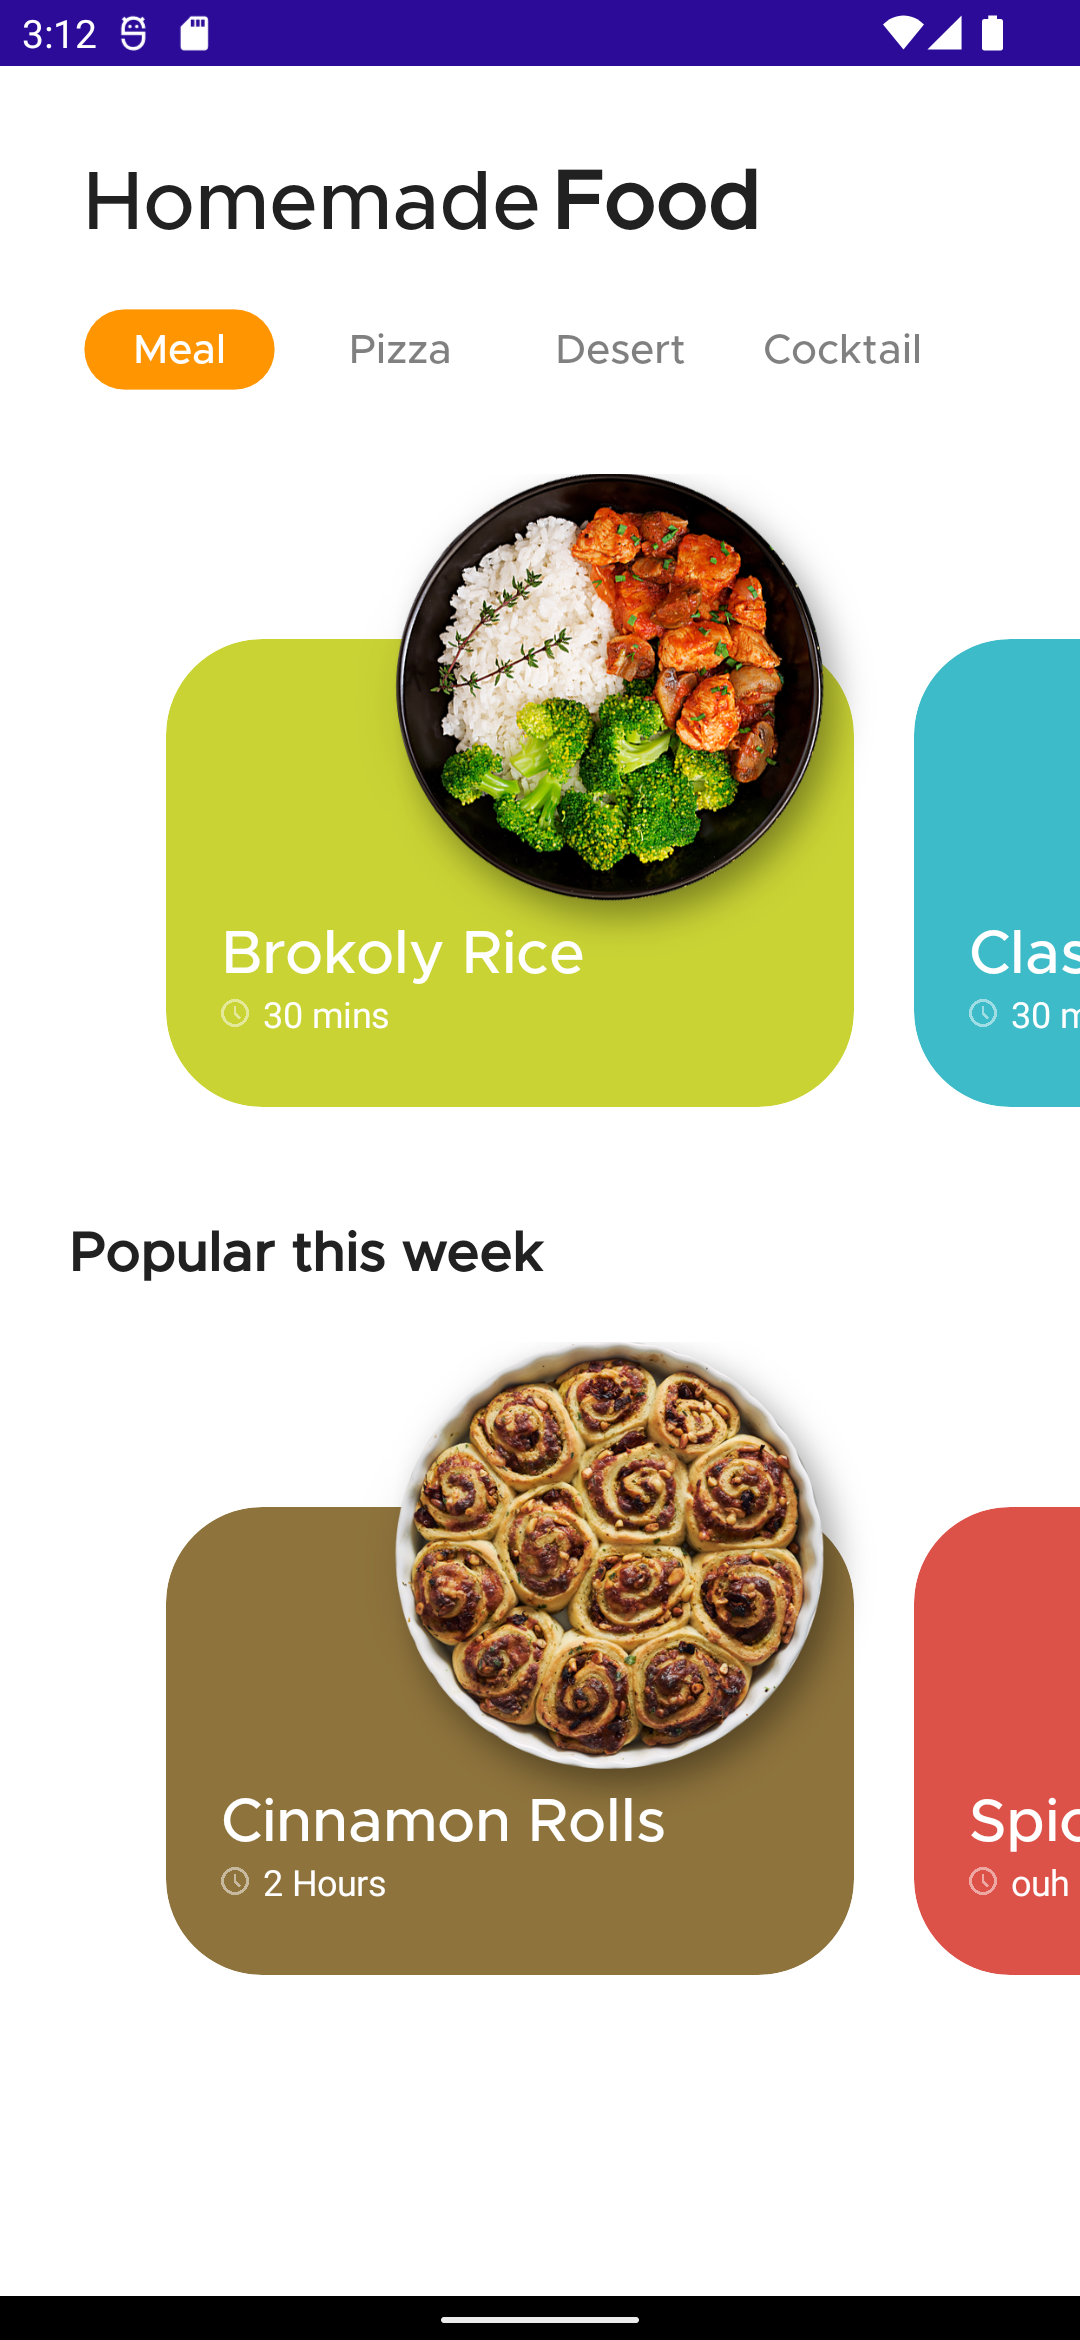 3:12
Homemade Food
Meal Pizza Desert Cocktail
Brokoly Rice
30 mins
Clas
30 m
Popular this week
Cinnamon Rolls
2 Hours
Spic
ouh